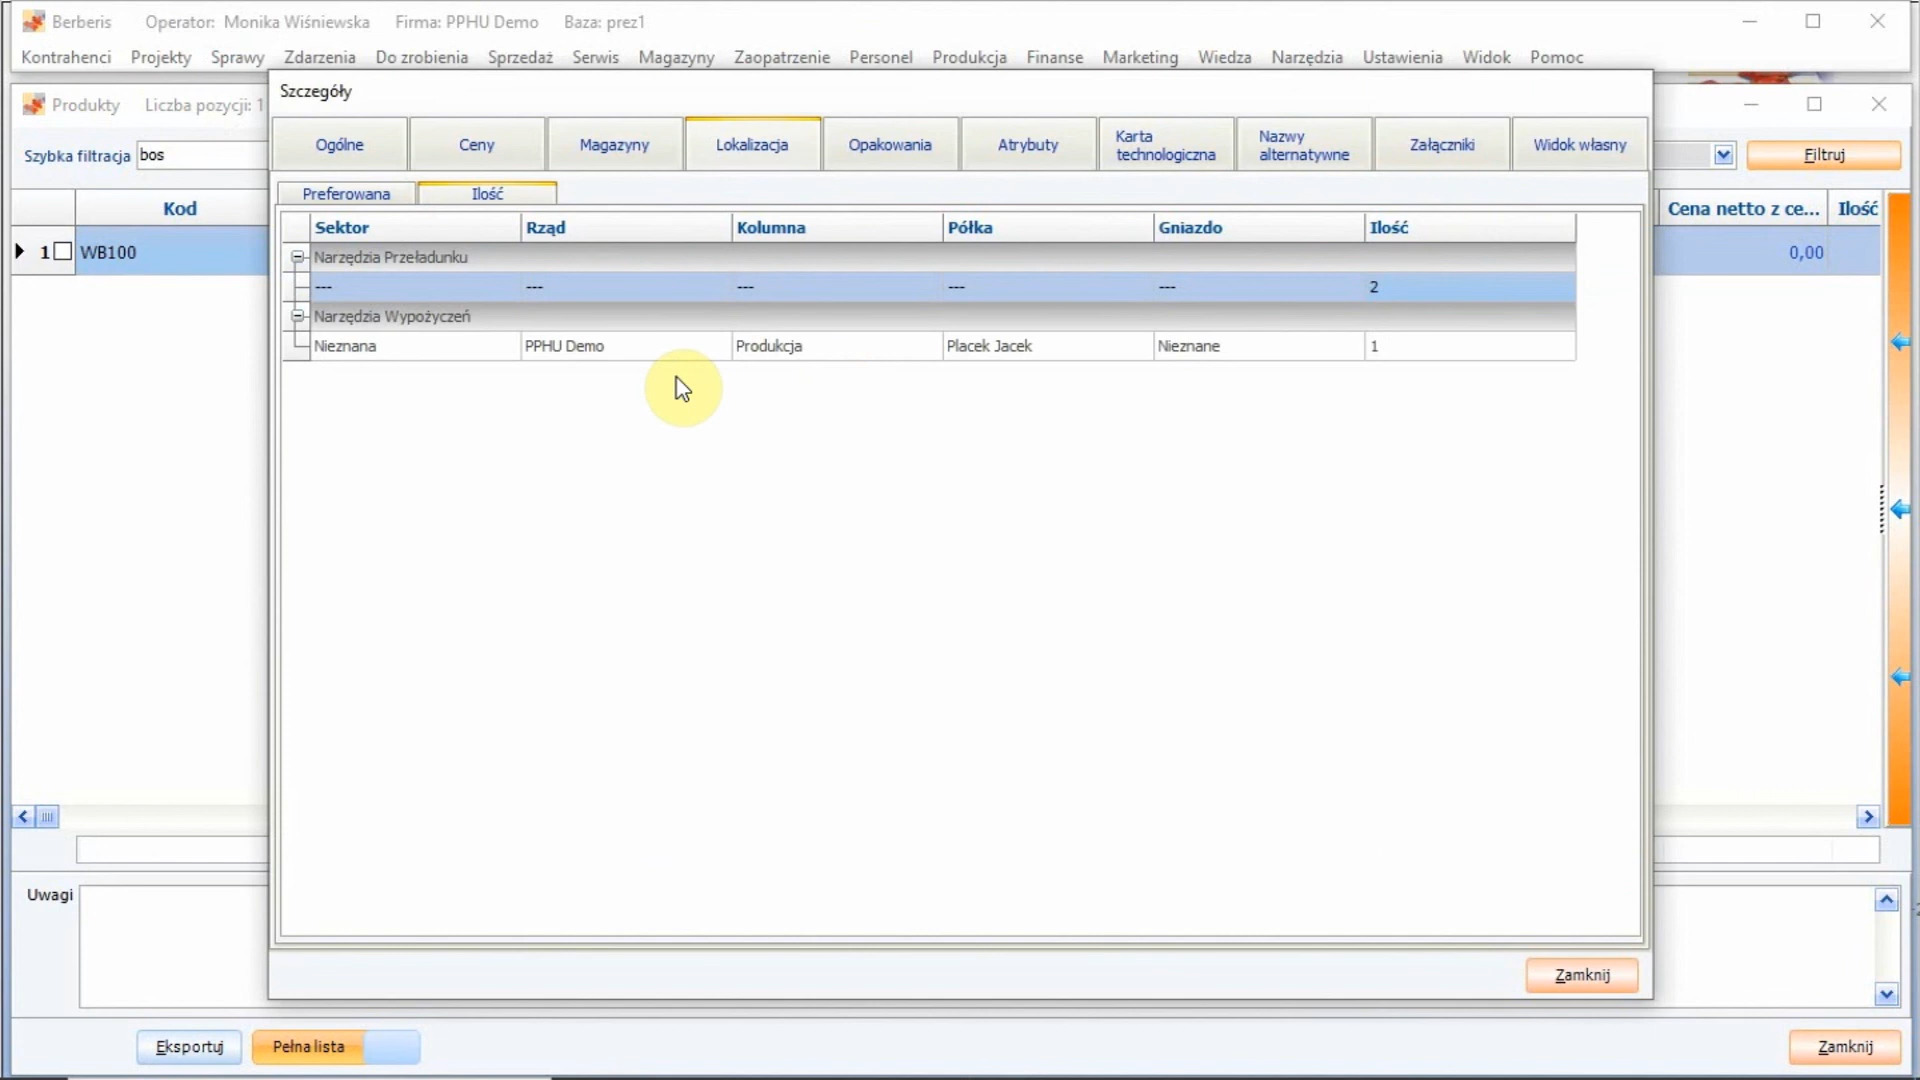 Berberis Operator: Monika Wiśniewska Firma: PPHU Demo Baza: prez1
Kontrahenci Projekty Sprawy Zdarzenia Do zrobienia Sprzedaż Serwis Magazyny Zaopatrzenie Personel Produkcja Finanse Marketing Wiedza Narzędzia Ustawienia Widok Pomoc
Produkty Liczba pozycji: 1
Szczegóły
Szybka filtracja bos
Filtruj
Ogólne Ceny Magazyny Lokalizacja Opakowania Atrybuty Karta technologiczna Nazwy alternatywne Załączniki Widok własny
Preferowana Ilość
Kod
Cena netto z ce... Ilość
1 WB100
0,00
Sektor Rząd Kolumna Półka Gniazdo Ilość
Narzędzia Przeładunku
--- --- --- --- --- 2
Narzędzia Wypożyczeń
Nieznana PPHU Demo Produkcja Placek Jacek Nieznane 1
Uwagi
Zamknij
Eksportuj Pełna lista Zamknij